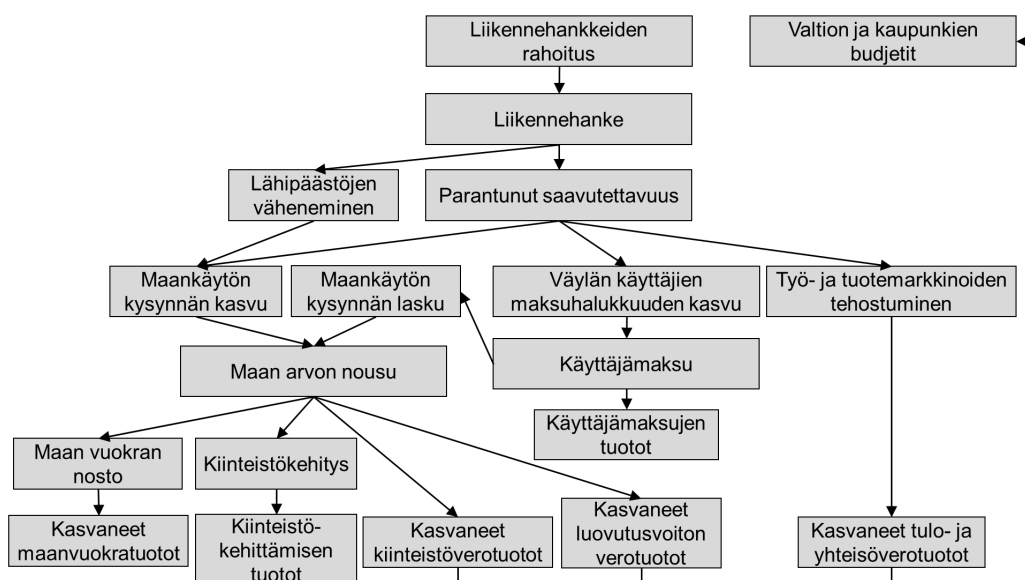 Liikennehankkeiden
rahoitus
Valtion ja kaupunkien
budjetit
Liikennehanke
Lähipäästöjen
väheneminen
Parantunut saavutettavuus
Maankäytön
kysynnän kasvu
Maankäytön
kysynnän lasku
Väylän käyttäjien
maksuhalukkuuden kasvu
Työ- ja tuotemarkkinoiden
tehostuminen
Maan arvon nousu
Käyttäjämaksu
Käyttäjämaksujen
tuotot
Maan vuokran
nosto
Kiinteistökehitys
Kasvaneet
maanvuokratuotot
Kiinteistö-
kehittämisen
tuotot
Kasvaneet
kiinteistöverotuotot
Kasvaneet
luovutusvoiton
verotuotot
Kasvaneet tulo- ja
yhteisöverotuotot